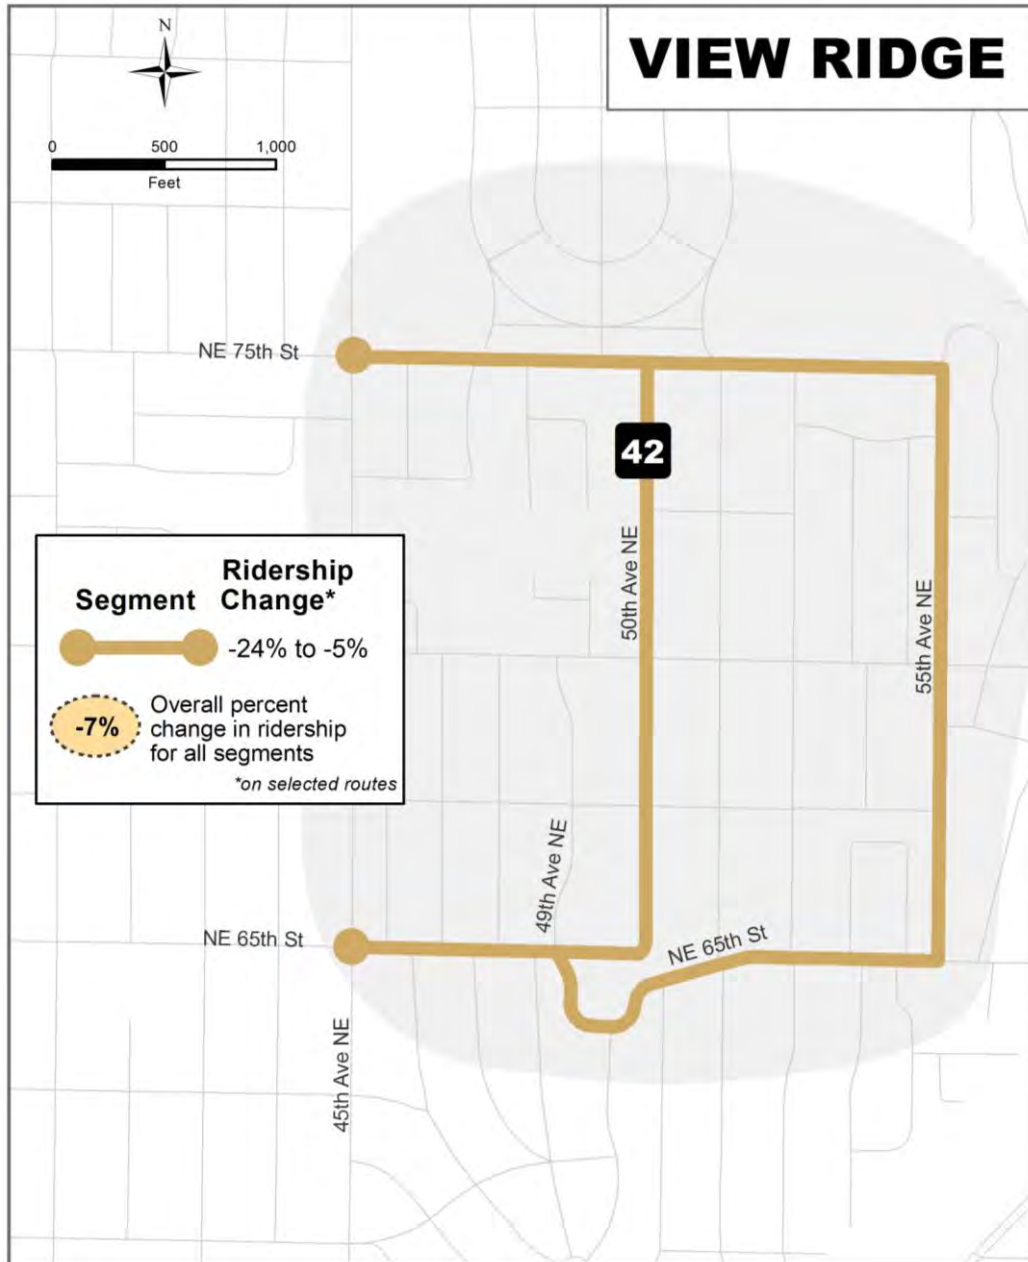 N
VIEW RIDGE
0 500 1,000
Feet
NE 75th St
42
50th Ave NE
55th Ave NE
Segment Ridership Change*
-24% to -5%
-7% Overall percent
change in ridership
for all segments
*on selected routes
49th Ave NE
NE 65th St
NE 65th St
45th Ave NE